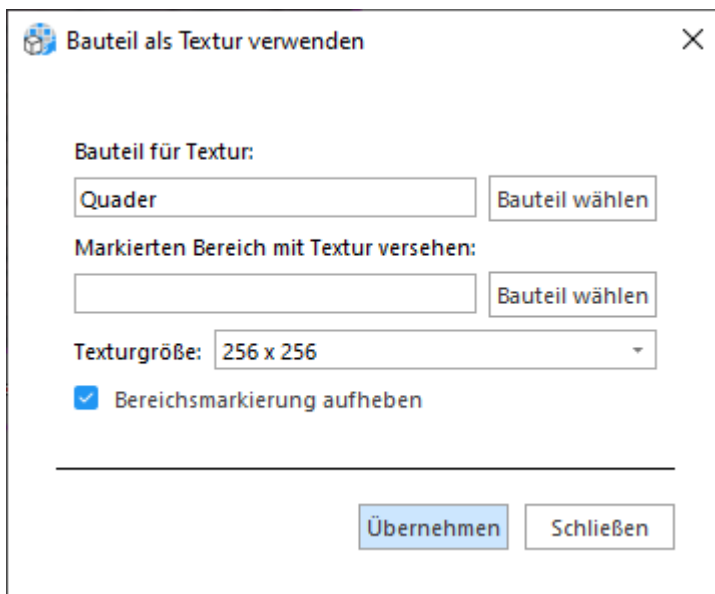 Bauteil als Textur verwenden
Bauteil für Textur:
Quader Bauteil wählen
Markierten Bereich mit Textur versehen:
Bauteil wählen
Texturgröße: 256 x 256
Bereichsmarkierung aufheben
Übernehmen Schließen